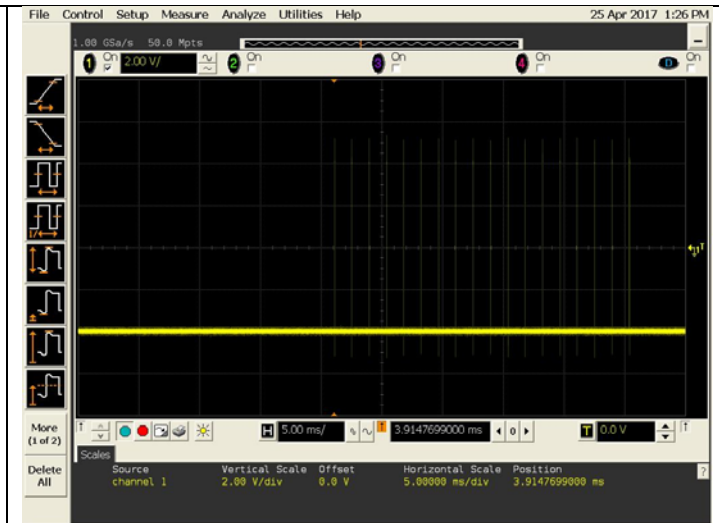 File Control Setup Measure Analyze Utilities Help 25 Apr 2017 1:26 PM
1.00 GSa/s 50.0 Mpts
1 On 2.00 V/ 2 On 3 On 4 On D On
More
(1 of 2)
Delete
All
H 5.00 ms/ 3.9147699000 ms 0 T 0.0 V
Scales
Source Vertical Scale Offset Horizontal Scale Position ?
channel 1 2.00 V/div 0.0 V 5.00000 ms/div 3.9147699000 ms